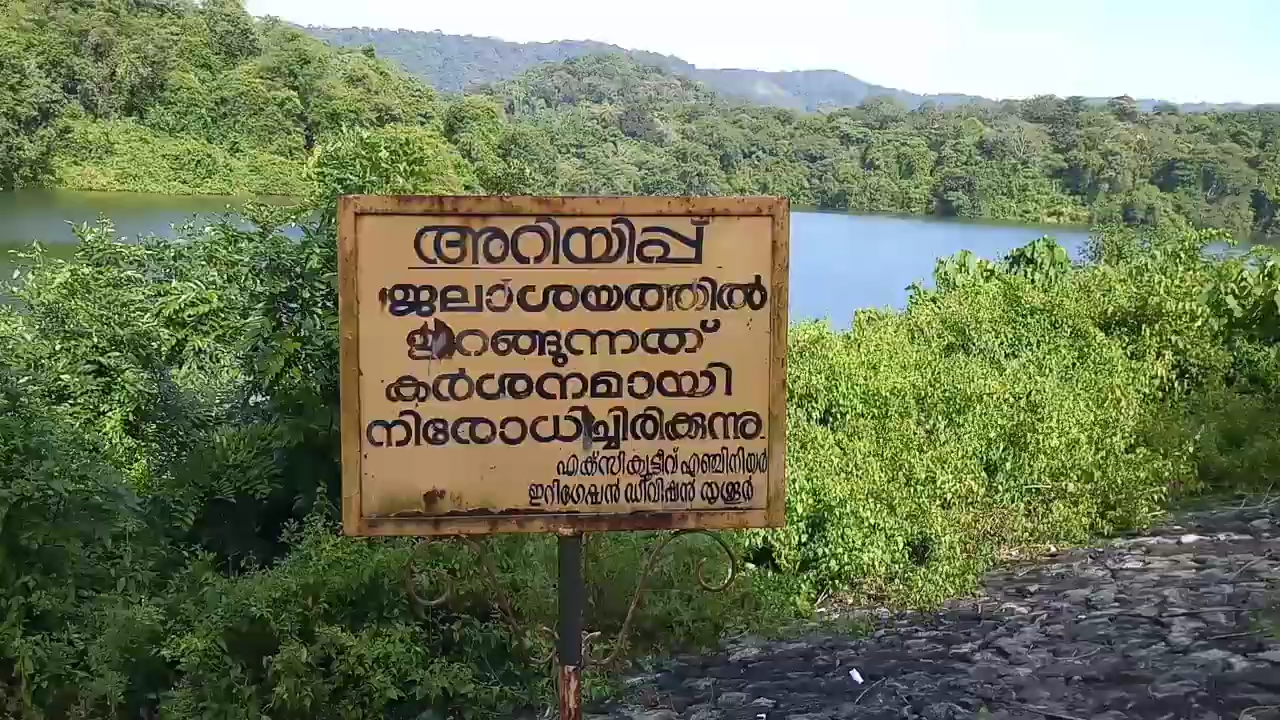 അറിയിപ്പ്
ജലാശയത്തിൽ
ഇറങ്ങുന്നത്
കർശനമായി
നിരോധിച്ചിരിക്കുന്നു.
എക്സിക്യുട്ടീവ് എഞ്ചിനിയർ
ഇറിഗേഷൻ ഡിവിഷൻ തൃശൂർ